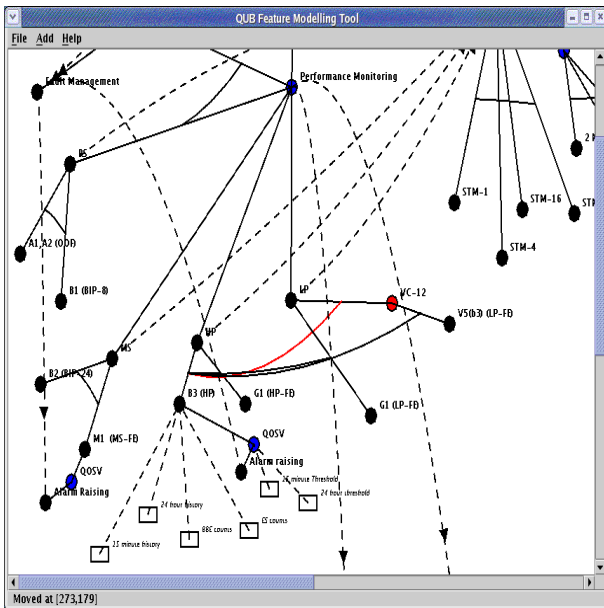 QUB Feature Modelling Tool
File Add Help
Fault Management
Performance Monitoring
RS
2
STM-1
STM-16
STM-4
A1, A2 (OOF)
B1 (BIP-8)
LP
VC-12
V5(b3) (LP-FE)
MS
HP
B2 (BIP-24)
B3 (HP)
G1 (HP-FE)
G1 (LP-FE)
M1 (MS-FE)
QOSV
QOSV
Alarm raising
Alarm Raising
15 minute Threshold
24 hour threshold
24 hour history
BBE counts
ES counts
15 minute history
Moved at [273,179]